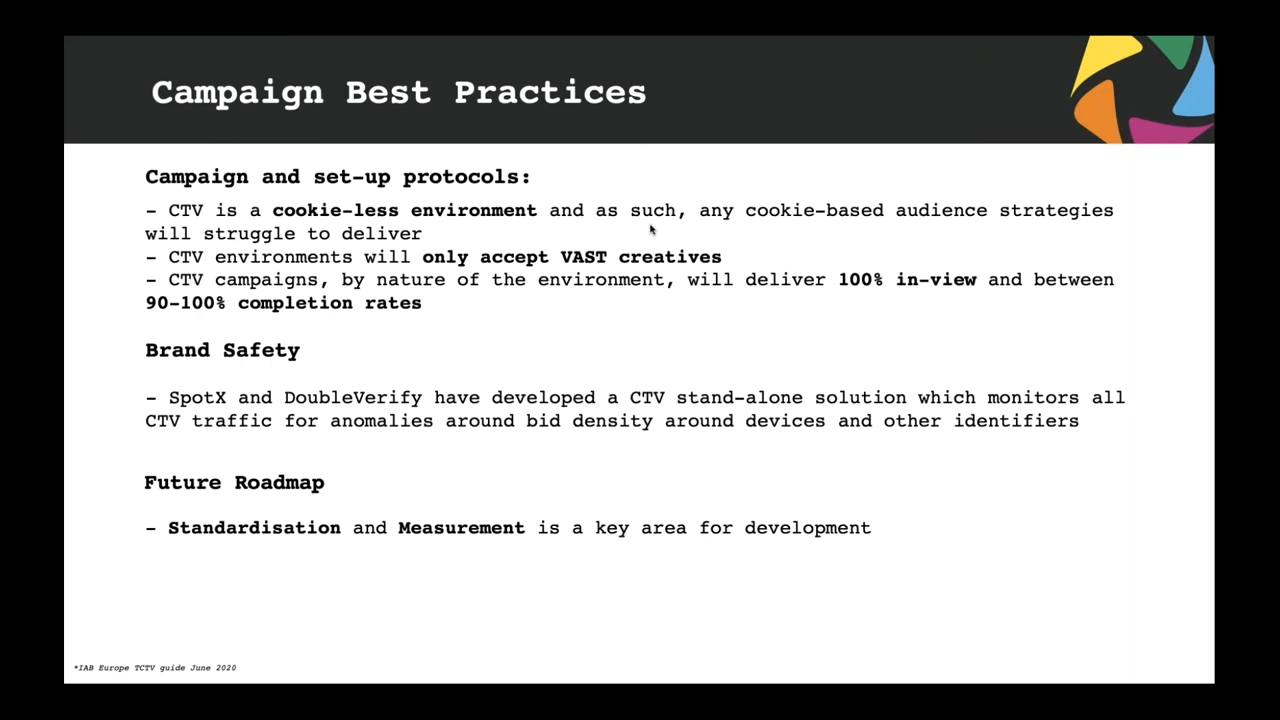 Campaign Best Practices
Campaign and set-up protocols:
– CTV is a cookie-less environment and as such, any cookie-based audience strategies
will struggle to deliver
– CTV environments will only accept VAST creatives
– CTV campaigns, by nature of the environment, will deliver 100% in-view and between
90-100% completion rates
Brand Safety
– SpotX and DoubleVerify have developed a CTV stand-alone solution which monitors all
CTV traffic for anomalies around bid density around devices and other identifiers
Future Roadmap
– Standardisation and Measurement is a key area for development
*IAB Europe TCTV guide June 2020